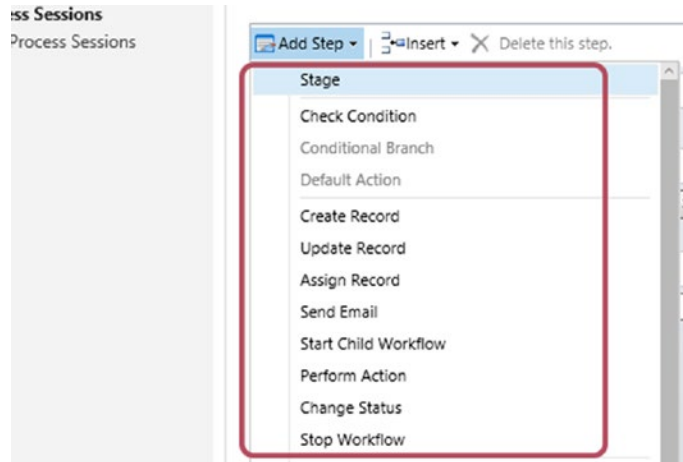 ss Sessions
Process Sessions
Add Step Insert Delete this step.
Stage
Check Condition
Conditional Branch
Default Action
Create Record
Update Record
Assign Record
Send Email
Start Child Workflow
Perform Action
Change Status
Stop Workflow